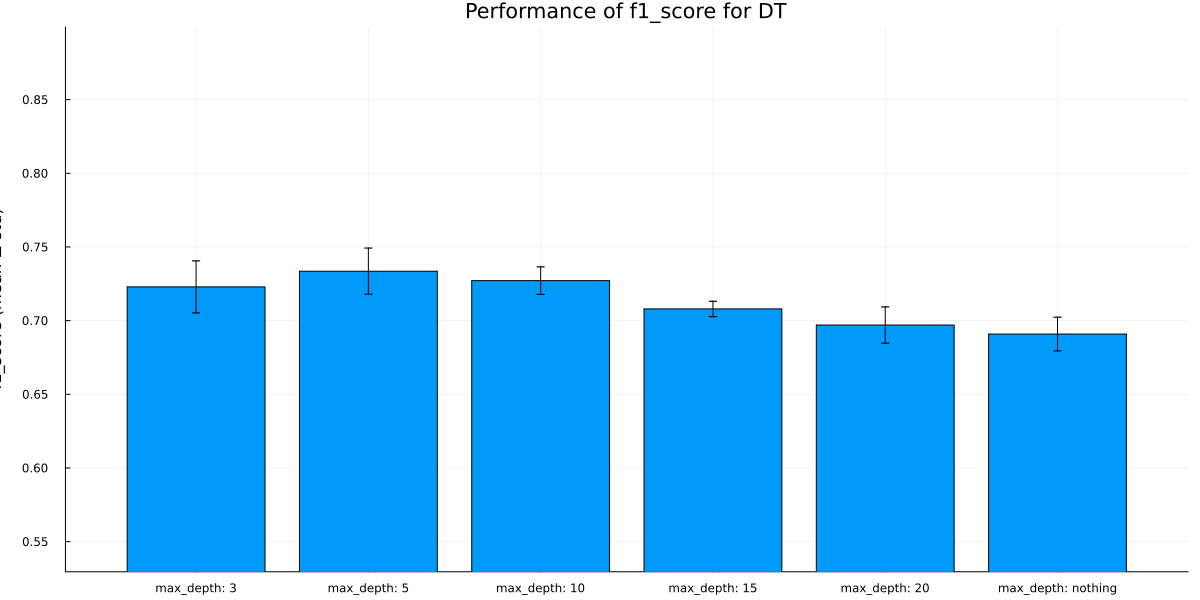 Performance of f1_score for DT
0.85
0.80
0.75
0.70
0.65
0.60
0.55
max_depth: 3
max_depth: 5
max_depth: 10
max_depth: 15
max_depth: 20
max_depth: nothing